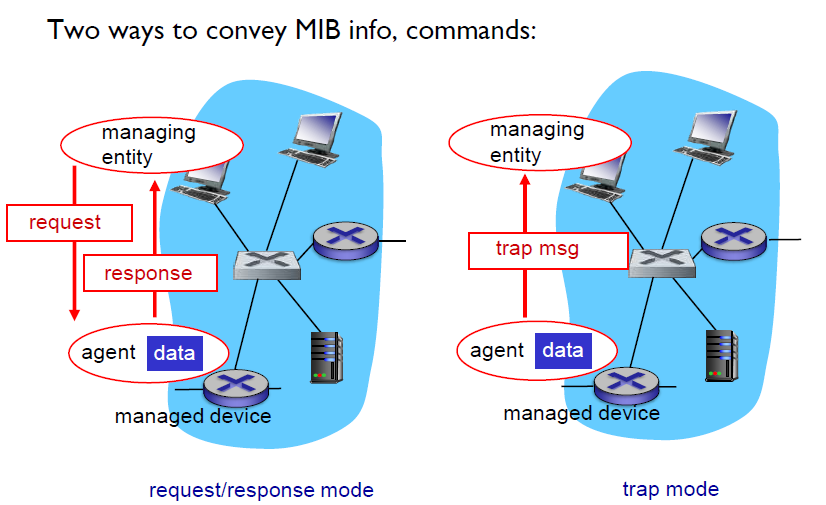 Two ways to convey MIB info, commands:
managing
entity
request
response
agent data
managed device
request/response mode
managing
entity
trap msg
agent data
managed device
trap mode